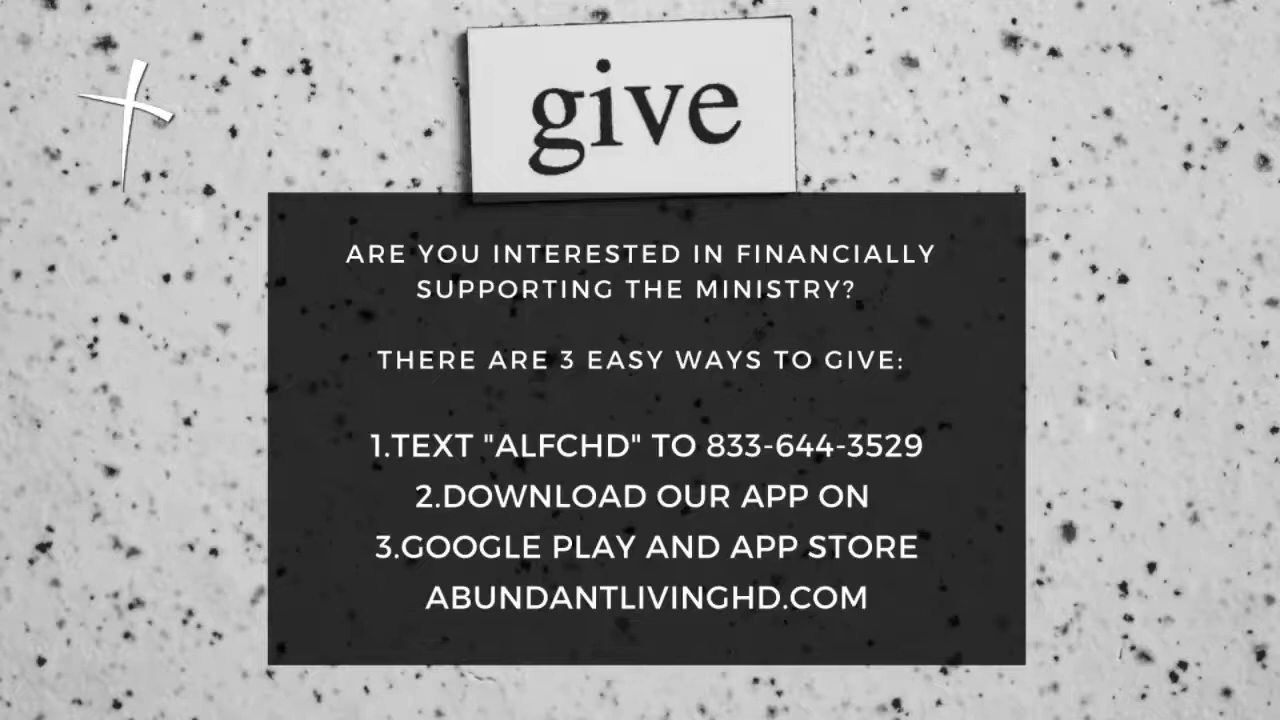 give
ARE YOU INTERESTED IN FINANCIALLY
SUPPORTING THE MINISTRY?
THERE ARE 3 EASY WAYS TO GIVE:
1.TEXT "ALFCHD" TO 833-644-3529
2.DOWNLOAD OUR APP ON
3.GOOGLE PLAY AND APP STORE
ABUNDANTLIVINGHD.COM